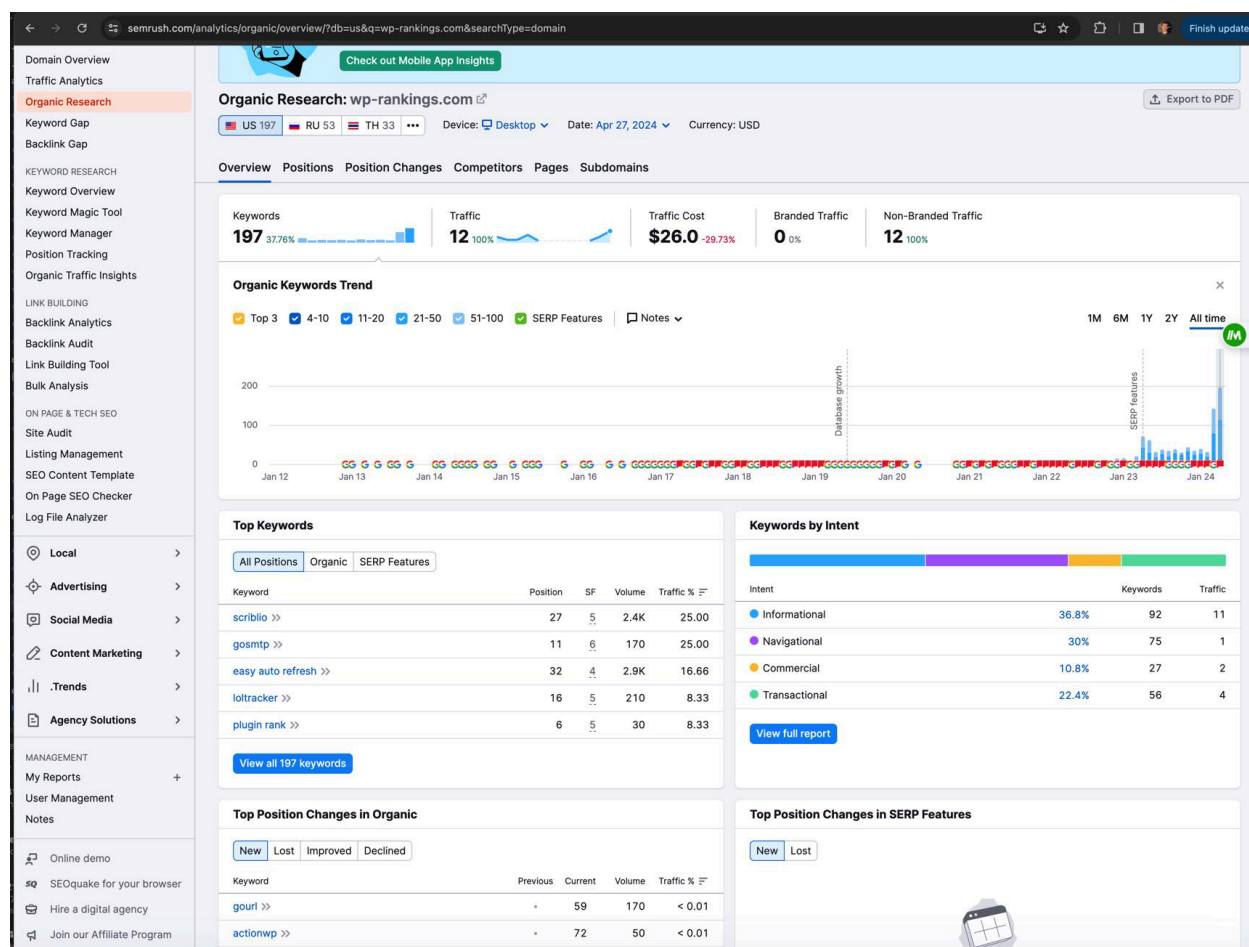 semrush.com/analytics/organic/overview/?db=us&q=wp-rankings.com&searchType=domain
Finish update
Domain Overview
Traffic Analytics
Organic Research
Keyword Gap
Backlink Gap
KEYWORD RESEARCH
Keyword Overview
Keyword Magic Tool
Keyword Manager
Position Tracking
Organic Traffic Insights
LINK BUILDING
Backlink Analytics
Backlink Audit
Link Building Tool
Bulk Analysis
ON PAGE & TECH SEO
Site Audit
Listing Management
SEO Content Template
On Page SEO Checker
Log File Analyzer
Local
Advertising
Social Media
Content Marketing
.Trends
Agency Solutions
MANAGEMENT
My Reports +
User Management
Notes
Online demo
SEOquake for your browser
Hire a digital agency
Join our Affiliate Program
Check out Mobile App Insights
Organic Research: wp-rankings.com
Export to PDF
US 197 RU 53 TH 33 ••• Device: Desktop Date: Apr 27, 2024 Currency: USD
Overview Positions Position Changes Competitors Pages Subdomains
Keywords Traffic Traffic Cost Branded Traffic Non-Branded Traffic
197 37.76% 12 100% $26.0 -29.73% 0 0% 12 100%
Organic Keywords Trend
Top 3 4-10 11-20 21-50 51-100 SERP Features Notes 1M 6M 1Y 2Y All time
Database growth
SERP features
200
100
0
Jan 12 Jan 13 Jan 14 Jan 15 Jan 16 Jan 17 Jan 18 Jan 19 Jan 20 Jan 21 Jan 22 Jan 23 Jan 24
Top Keywords
All Positions Organic SERP Features
Keyword Position SF Volume Traffic %
scriblio 27 5 2.4K 25.00
gosmtp 11 6 170 25.00
easy auto refresh 32 4 2.9K 16.66
loltracker 16 5 210 8.33
plugin rank 6 5 30 8.33
View all 197 keywords
Keywords by Intent
Intent Keywords Traffic
Informational 36.8% 92 11
Navigational 30% 75 1
Commercial 10.8% 27 2
Transactional 22.4% 56 4
View full report
Top Position Changes in Organic
New Lost Improved Declined
Keyword Previous Current Volume Traffic %
gourl 59 170 < 0.01
actionwp 72 50 < 0.01
Top Position Changes in SERP Features
New Lost